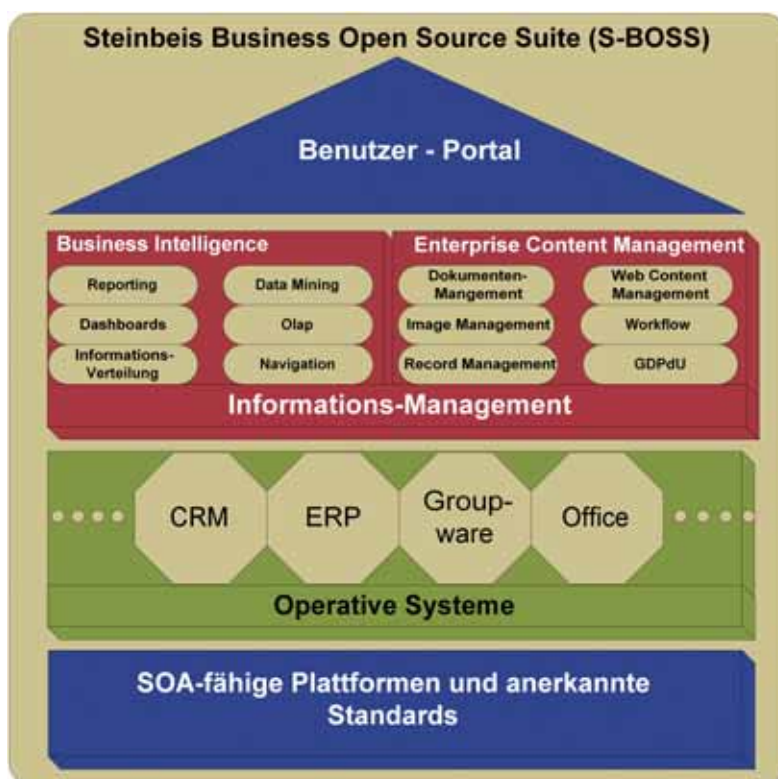 Steinbeis Business Open Source Suite (S-BOSS)
Benutzer - Portal
Business Intelligence
Reporting
Data Mining
Dashboards
Olap
Informations-
Verteilung
Navigation
Enterprise Content Management
Dokumenten-
Mangement
Web Content
Management
Image Management
Workflow
Record Management
GDPdU
Informations-Management
CRM
ERP
Group-
ware
Office
Operative Systeme
SOA-fähige Plattformen und anerkannte
Standards